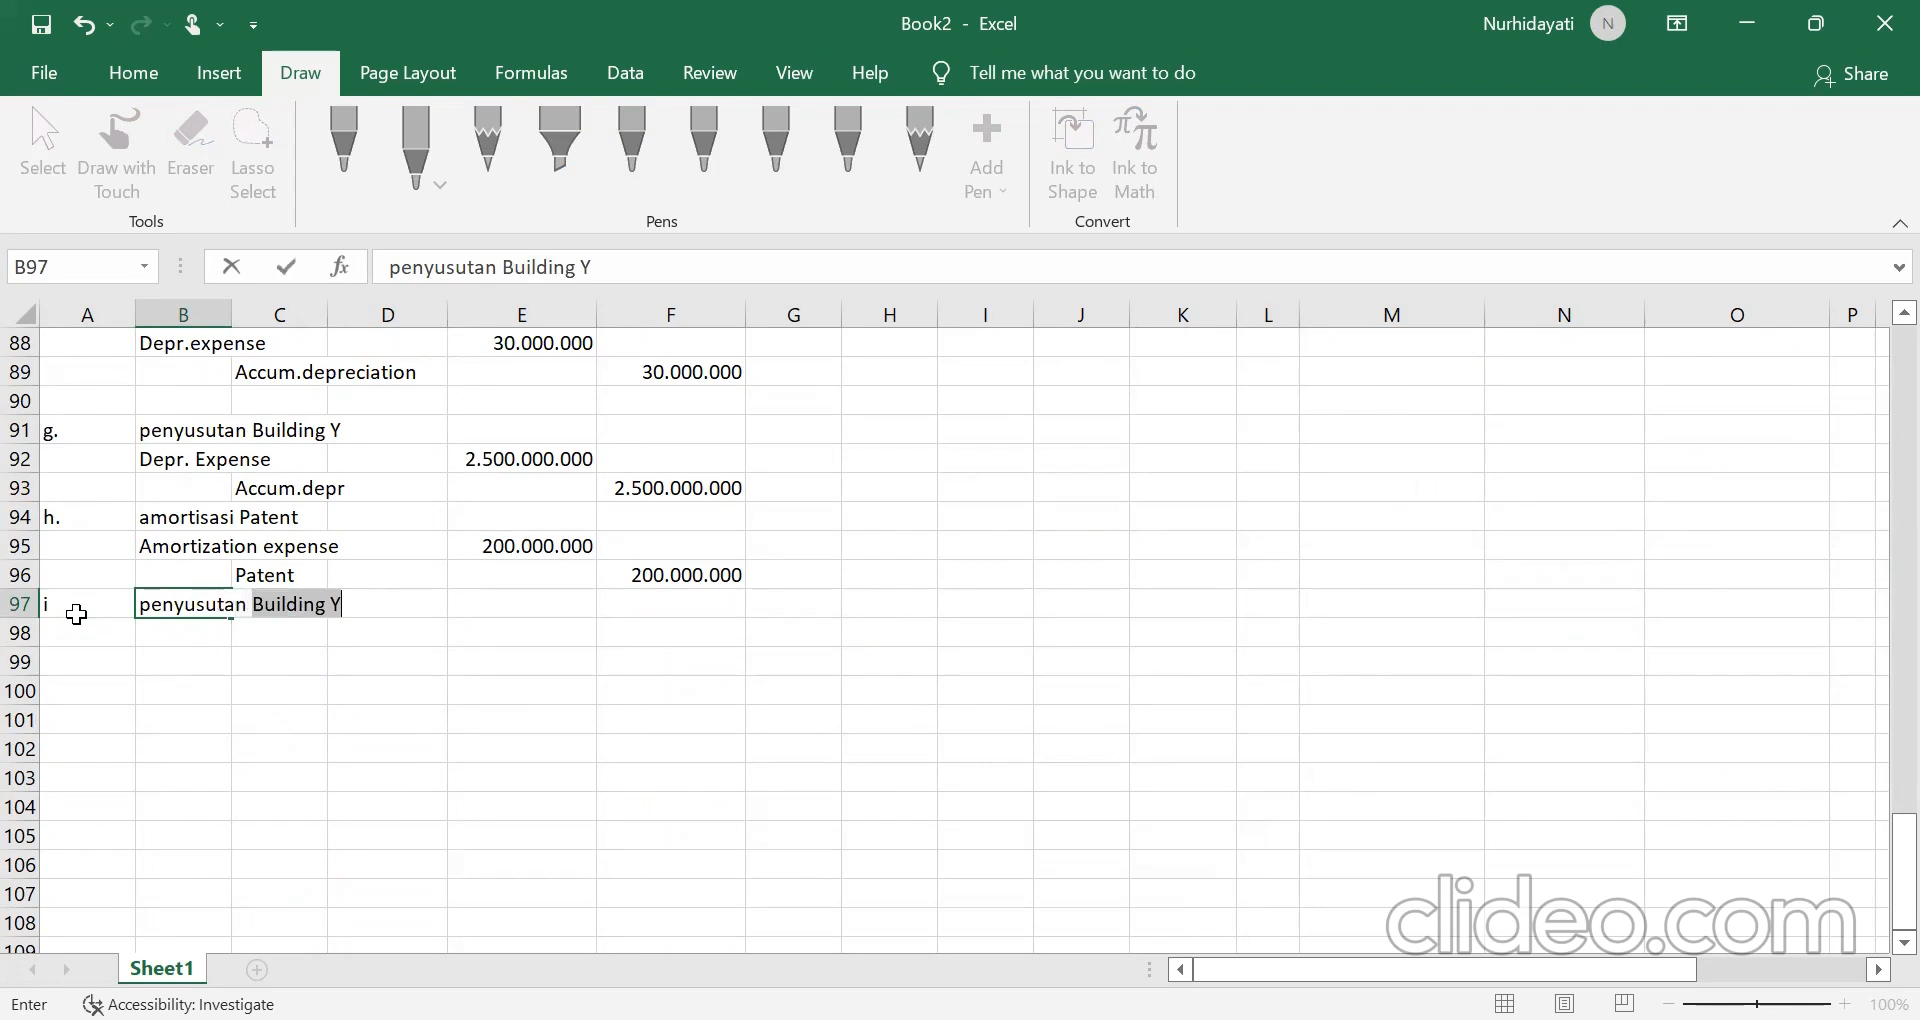 Book2 - Excel
Nurhidayati N
File Home Insert Draw Page Layout Formulas Data Review View Help Tell me what you want to do Share
Select Draw with Touch Eraser Lasso Select
Add Pen
Ink to Shape Ink to Math
Tools Pens Convert
B97 fx penyusutan Building Y
A B C D E F G H I J K L M N O P
88 Depr.expense 30.000.000
89 Accum.depreciation 30.000.000
90
91 g. penyusutan Building Y
92 Depr. Expense 2.500.000.000
93 Accum.depr 2.500.000.000
94 h. amortisasi Patent
95 Amortization expense 200.000.000
96 Patent 200.000.000
97 i penyusutan Building Y
98
99
100
101
102
103
104
105
106
107
108
109
clideo.com
Sheet1
Enter Accessibility: Investigate 100%